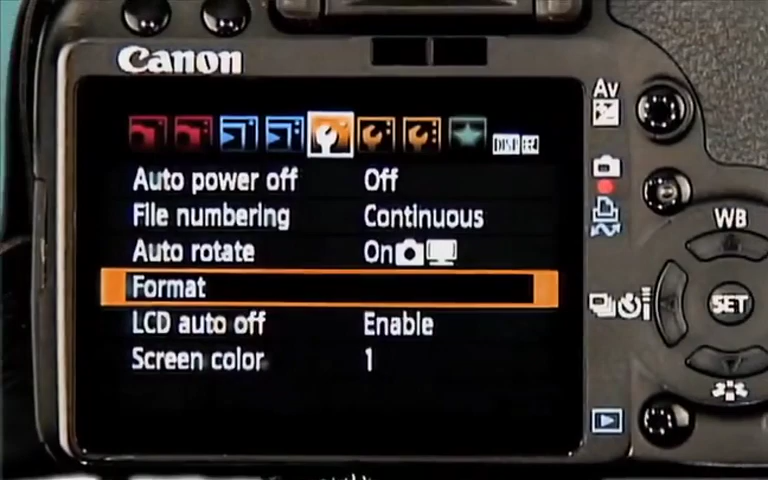 Canon
Av
Auto power off Off
File numbering Continuous
Auto rotate On
WB
Format
SET
LCD auto off Enable
Screen color 1